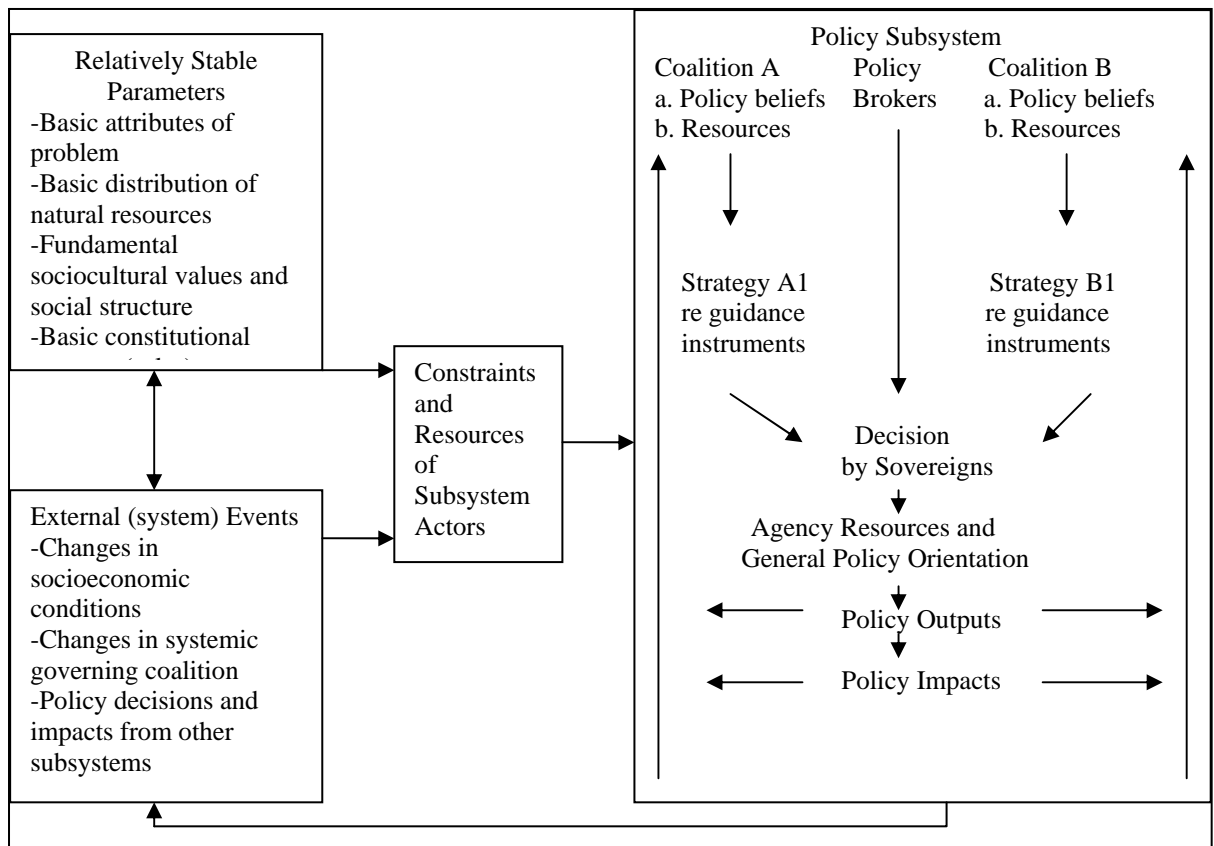 Relatively Stable
Parameters
-Basic attributes of
problem
-Basic distribution of
natural resources
-Fundamental
sociocultural values and
social structure
-Basic constitutional
External (system) Events
-Changes in
socioeconomic
conditions
-Changes in systemic
governing coalition
-Policy decisions and
impacts from other
subsystems
Constraints
and
Resources
of
Subsystem
Actors
Policy Subsystem
Coalition A
a. Policy beliefs
b. Resources
Policy
Brokers
Coalition B
a. Policy beliefs
b. Resources
Strategy A1
re guidance
instruments
Strategy B1
re guidance
instruments
Decision
by Sovereigns
Agency Resources and
General Policy Orientation
Policy Outputs
Policy Impacts